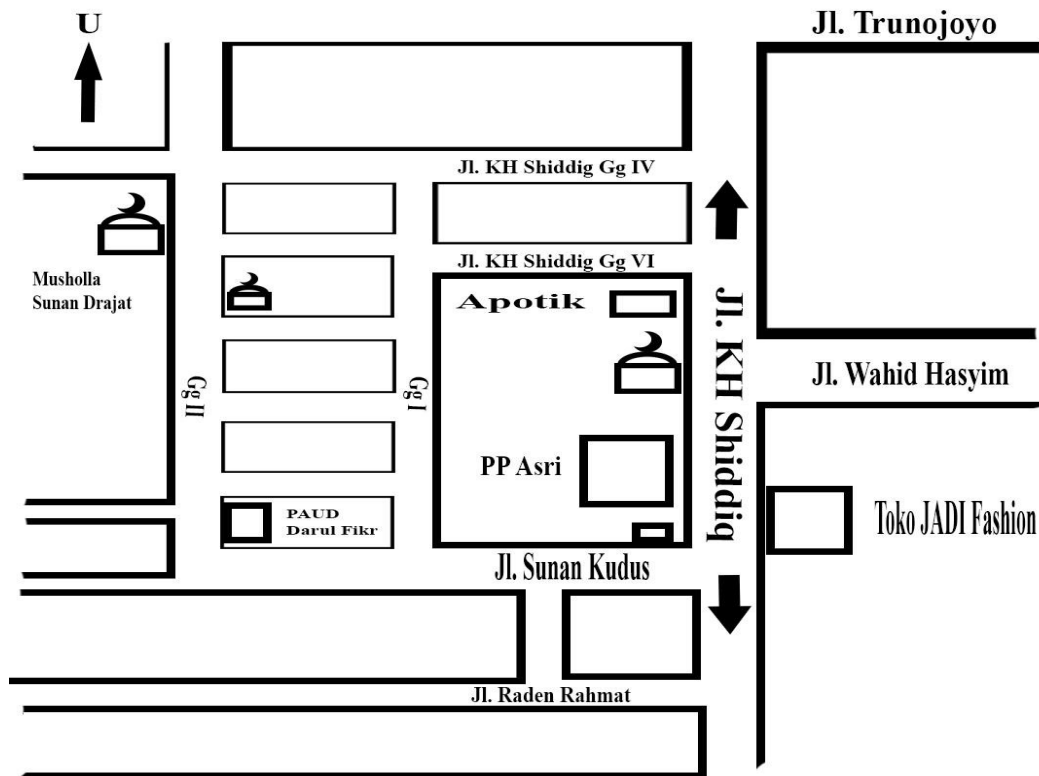 U
Jl. Trunojoyo
Jl. KH Shiddig Gg IV
Musholla
Sunan Drajat
Jl. KH Shiddig Gg VI
Apotik
Jl. KH Shiddiq
Jl. Wahid Hasyim
Gg II
Gg I
PP Asri
PAUD
Darul Fikr
Toko JADI Fashion
Jl. Sunan Kudus
Jl. Raden Rahmat